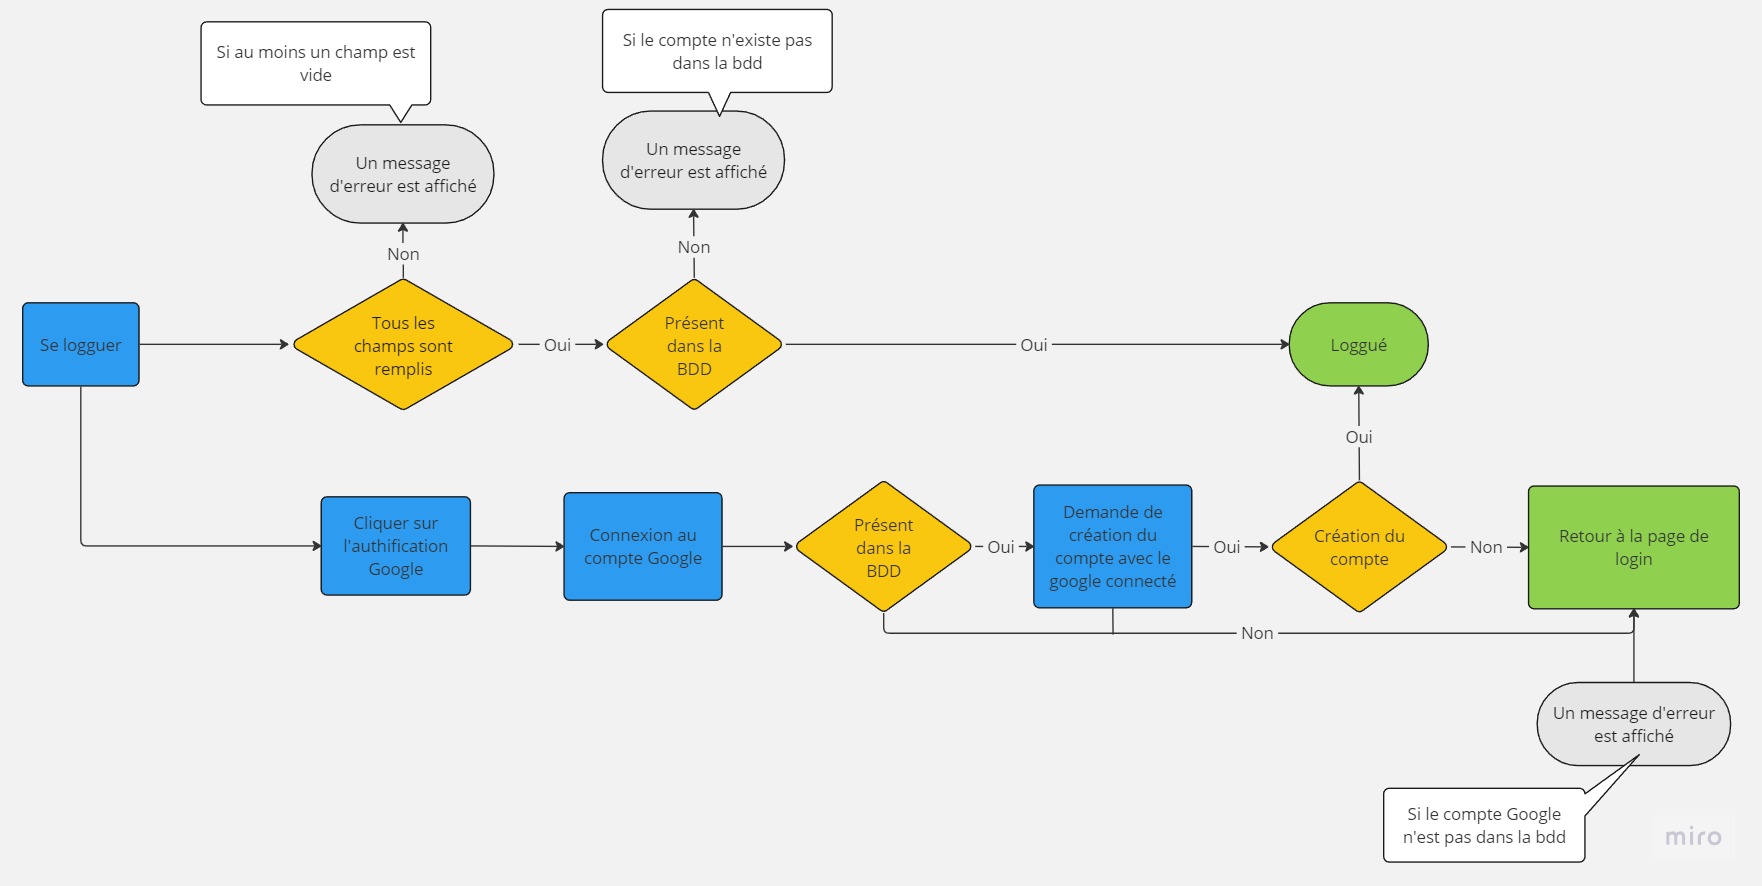 Si au moins un champ est
vide
Si le compte n'existe pas
dans la bdd
Un message
d'erreur est affiché
Un message
d'erreur est affiché
Non
Non
Se logguer
Tous les
champs sont
remplis
Oui
Présent
dans la
BDD
Oui
Loggué
Oui
Cliquer sur
l'authification
Google
Connexion au
compte Google
Présent
dans la
BDD
Oui
Demande de
création du
compte avec le
google connecté
Oui
Création du
compte
Non
Retour à la page de
login
Non
Un message d'erreur
est affiché
Si le compte Google
n'est pas dans la bdd
miro